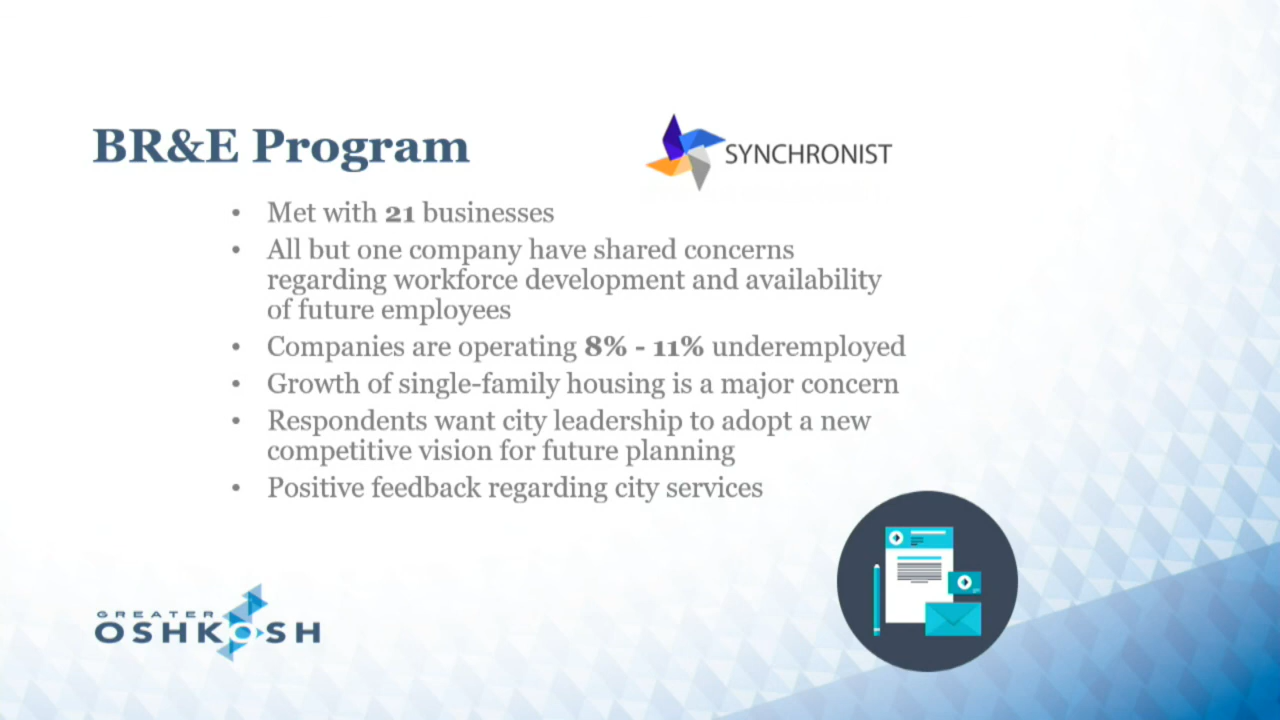 BR&E Program
SYNCHRONIST
• Met with 21 businesses
• All but one company have shared concerns
regarding workforce development and availability
of future employees
• Companies are operating 8% - 11% underemployed
• Growth of single-family housing is a major concern
• Respondents want city leadership to adopt a new
competitive vision for future planning
• Positive feedback regarding city services
GREATER
OSHKOSH